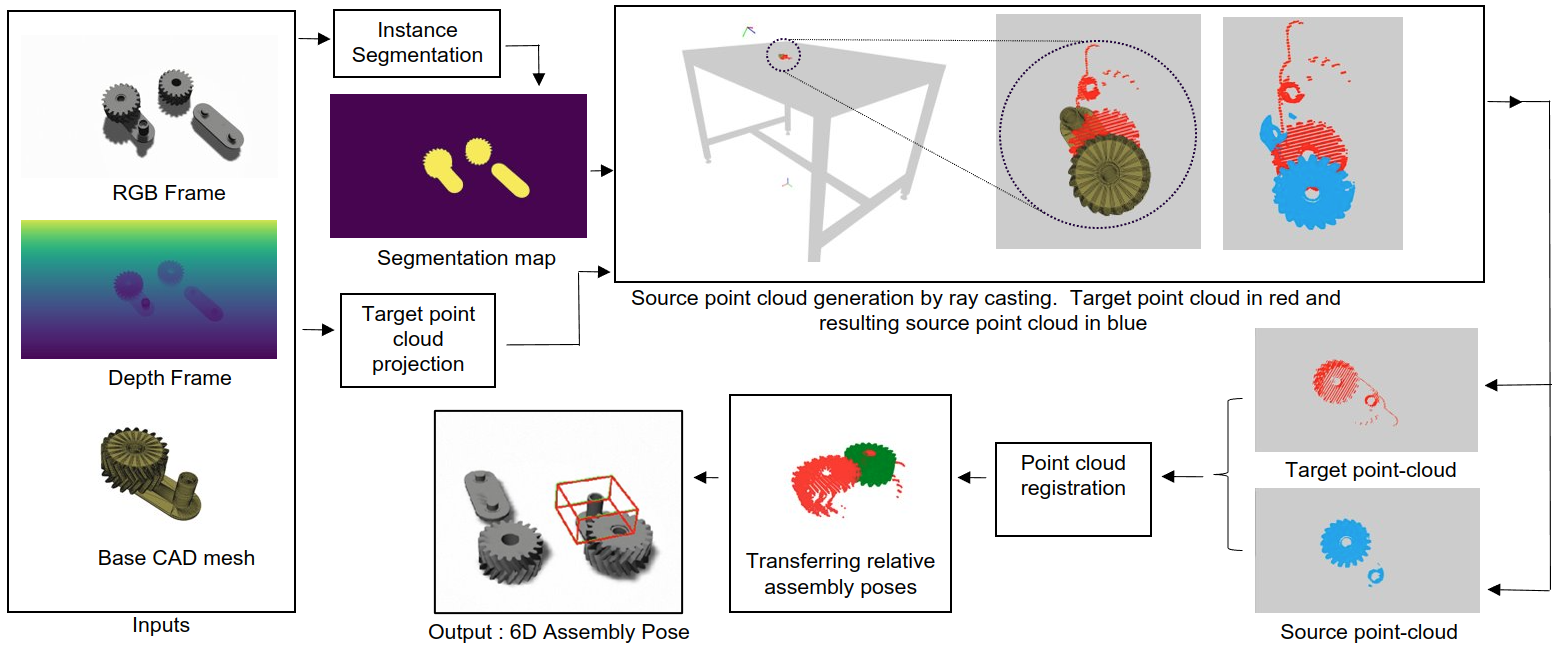 RGB Frame
Depth Frame
Base CAD mesh
Inputs
Instance
Segmentation
Segmentation map
Target point
cloud
projection
Source point cloud generation by ray casting.  Target point cloud in red and
resulting source point cloud in blue
Target point-cloud
Source point-cloud
Point cloud
registration
Transferring relative
assembly poses
Output : 6D Assembly Pose